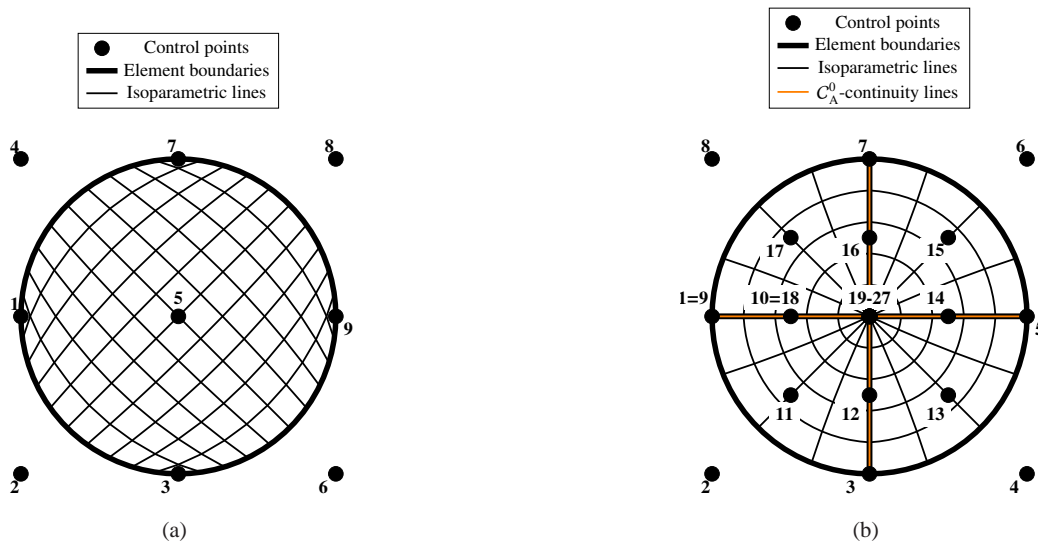 Control points
Element boundaries
Isoparametric lines
4
7
8
1
5
9
2
3
6
(a)
Control points
Element boundaries
Isoparametric lines
C_A^0-continuity lines
8
7
6
17
16
15
1=9
10=18
19-27
14
5
11
12
13
2
3
4
(b)